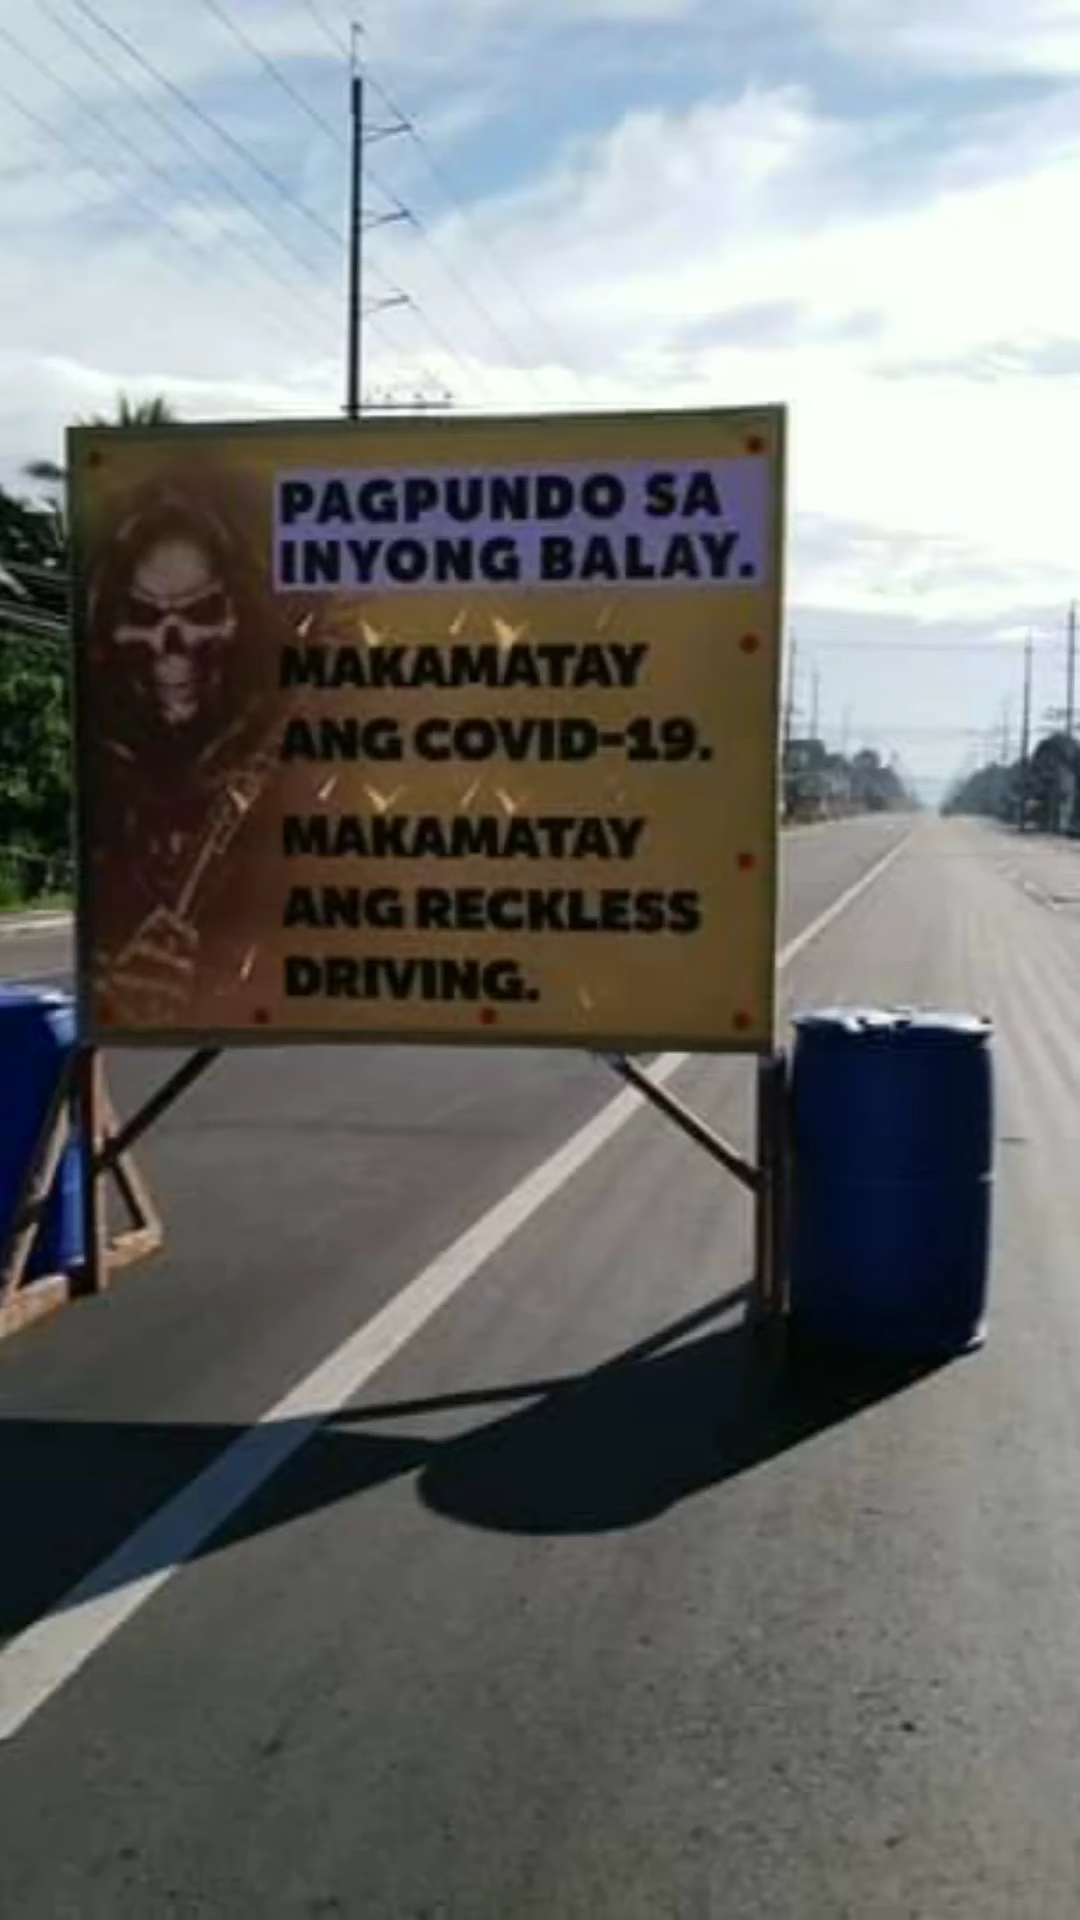 PAGPUNDO SA
INYONG BALAY.
MAKAMATAY
ANG COVID-19.
MAKAMATAY
ANG RECKLESS
DRIVING.